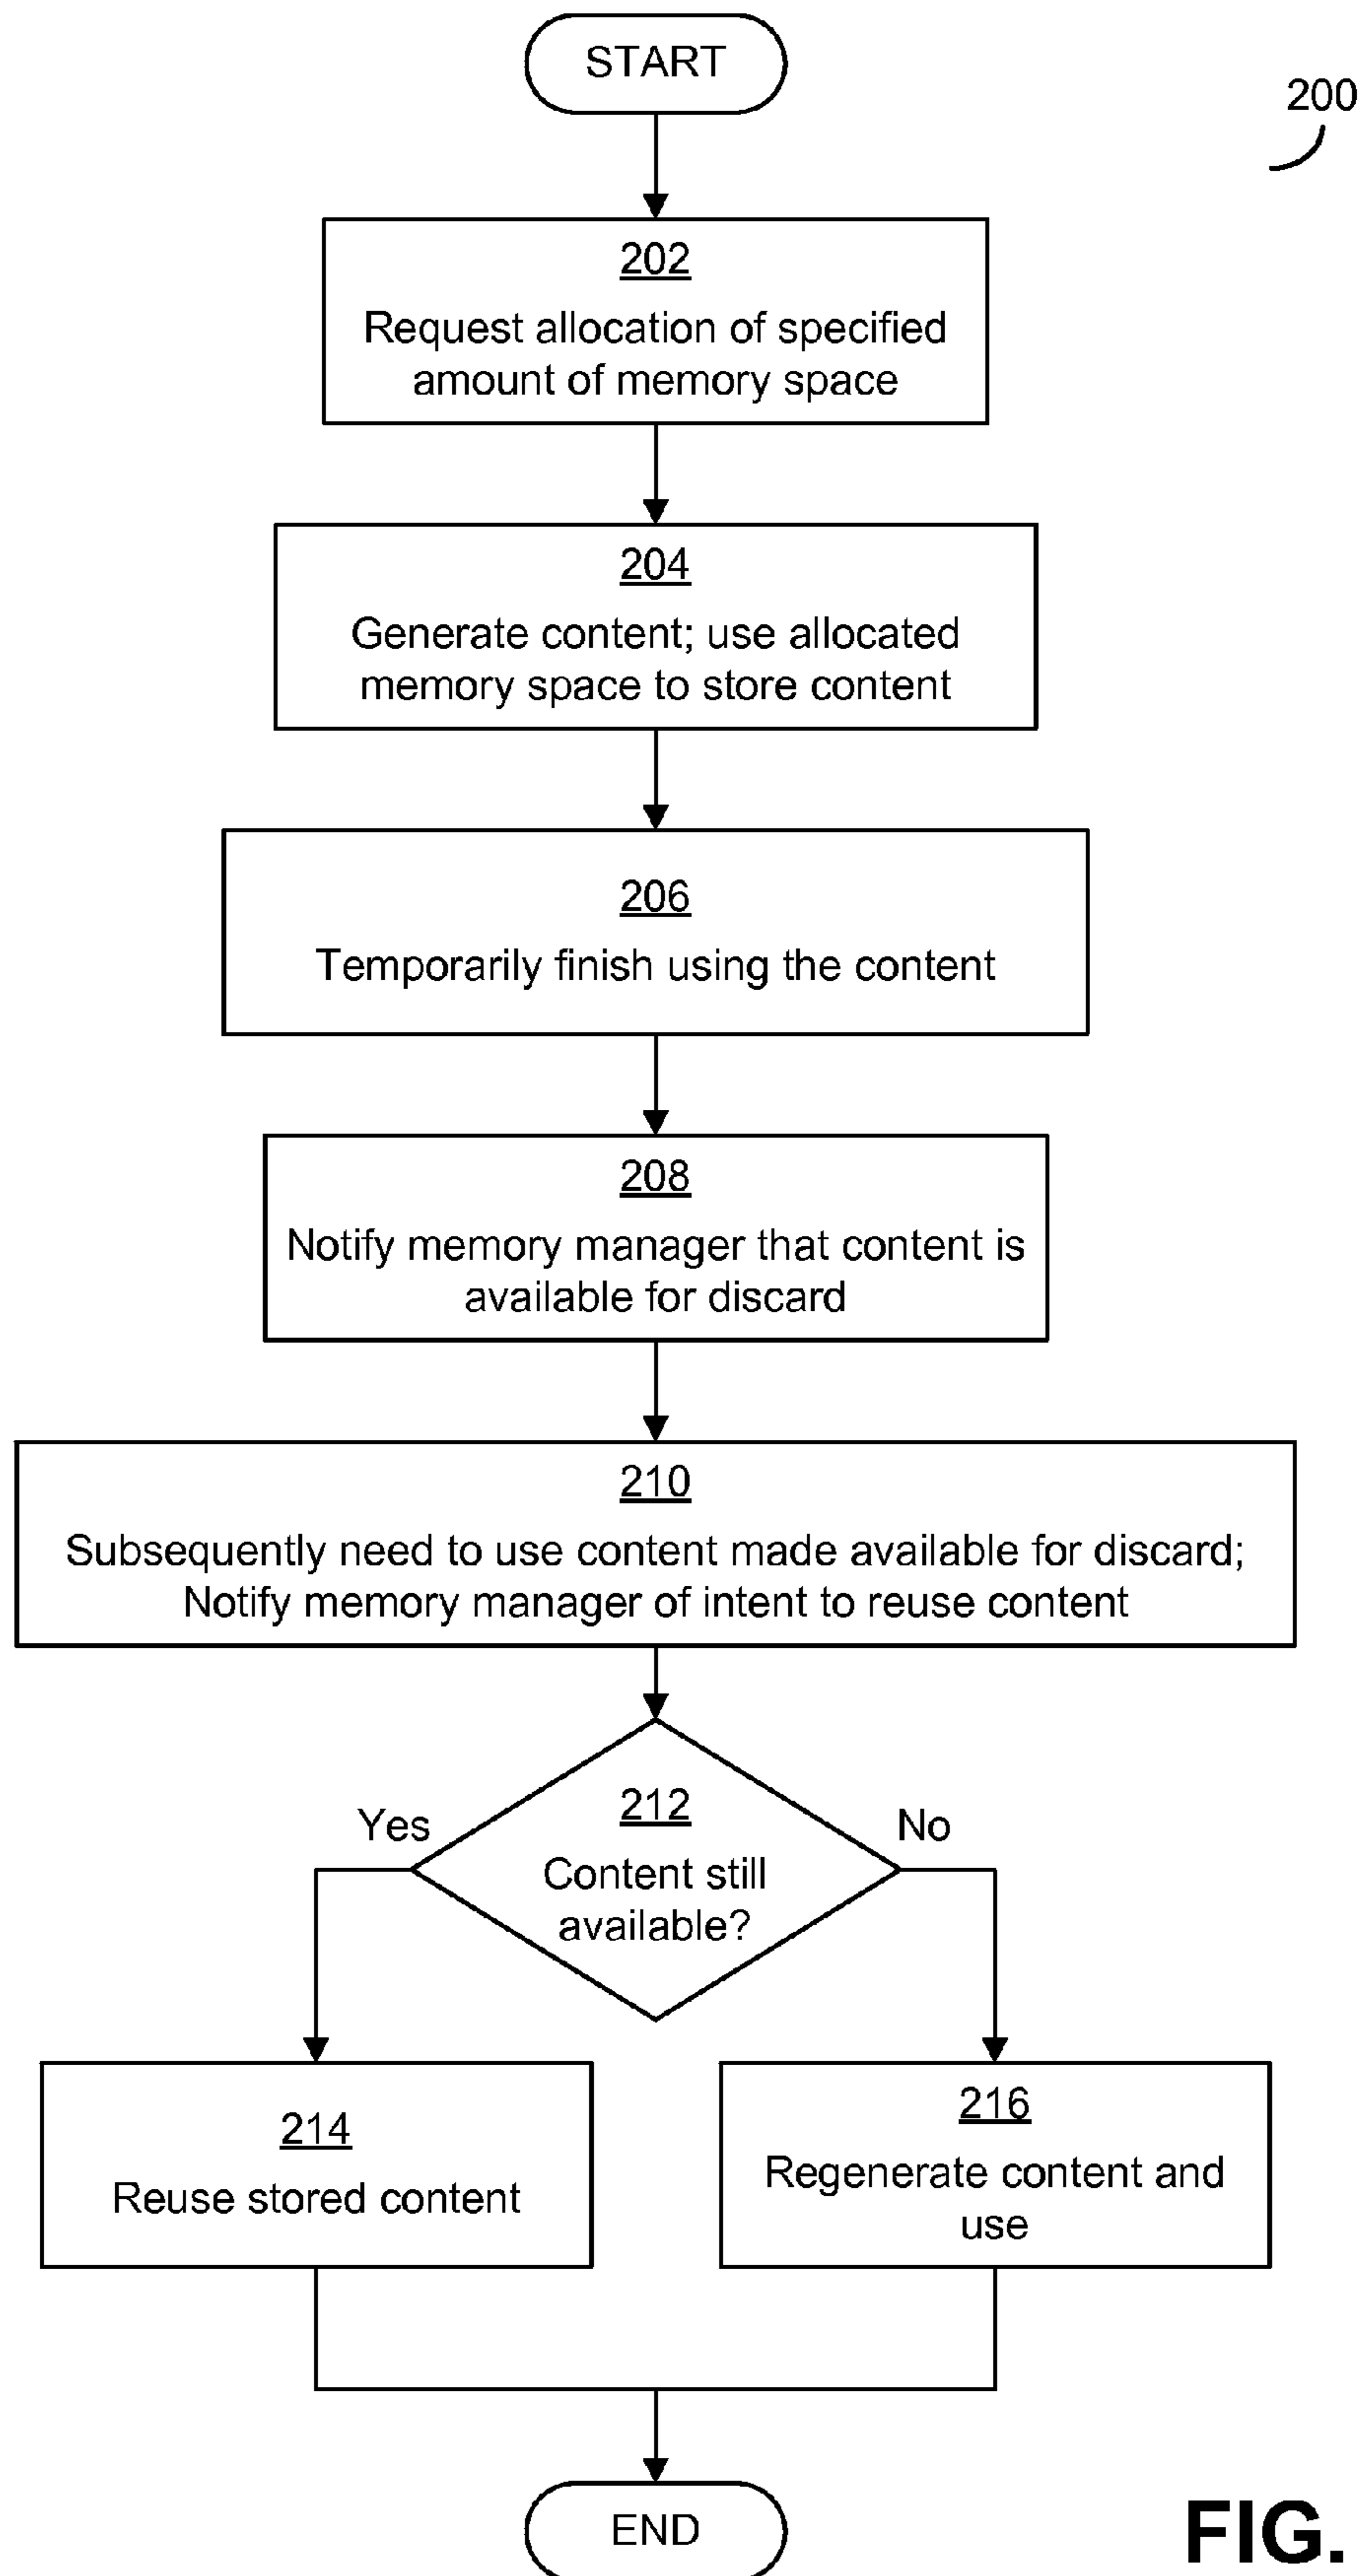 START
200
202
Request allocation of specified
amount of memory space
204
Generate content; use allocated
memory space to store content
206
Temporarily finish using the content
208
Notify memory manager that content is
available for discard
210
Subsequently need to use content made available for discard;
Notify memory manager of intent to reuse content
212
Content still
available?
Yes
No
214
Reuse stored content
216
Regenerate content and
use
END
FIG.